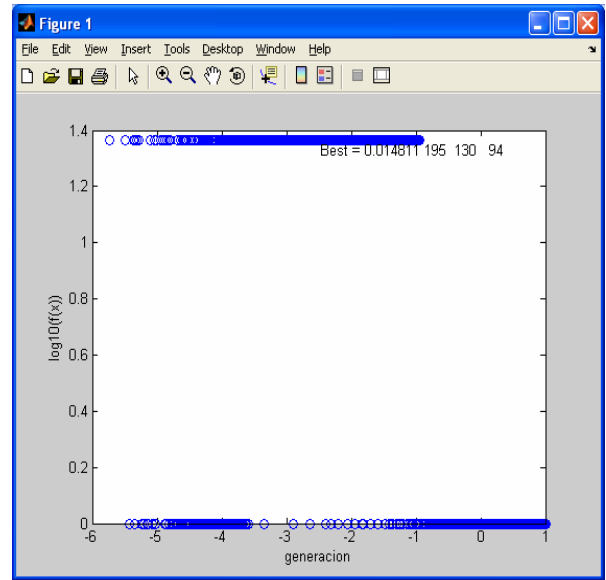 Figure 1
File Edit View Insert Tools Desktop Window Help
1.4
Best = 0.014811 195 130 94
1.2
1
0.8
0.6
0.4
0.2
0
-6 -5 -4 -3 -2 -1 0 1
log10(f(x))
generacion